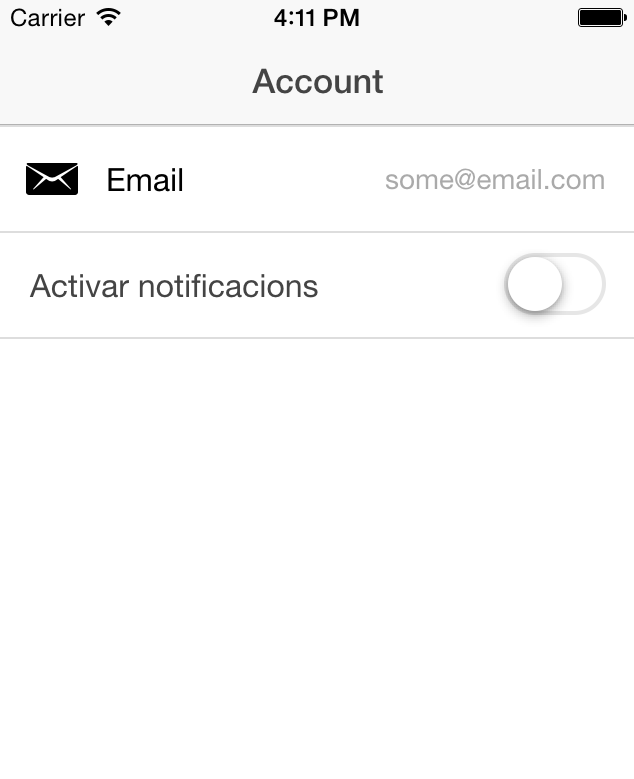 Carrier 4:11 PM
Account
Email some@email.com
Activar notificacions